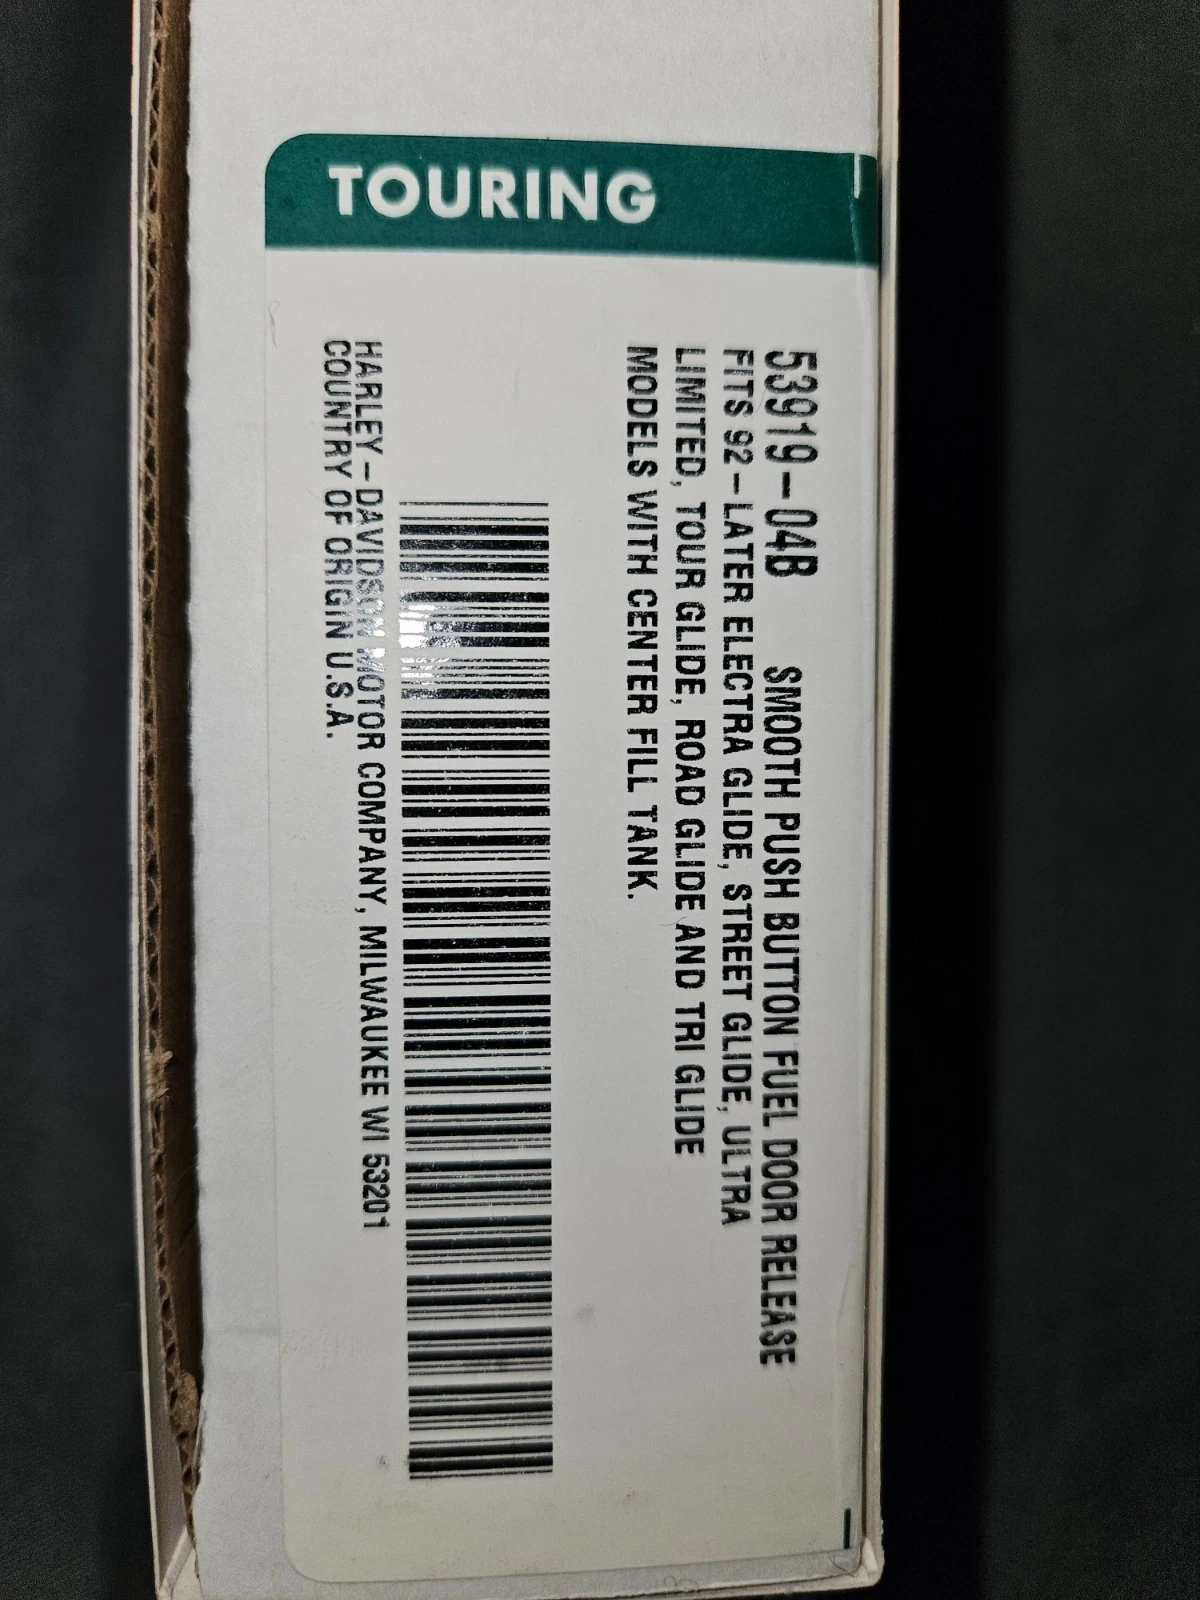 TOURING
53919-04B SMOOTH PUSH BUTTON FUEL DOOR RELEASE
FITS 92-LATER ELECTRA GLIDE, STREET GLIDE, ULTRA
LIMITED, TOUR GLIDE, ROAD GLIDE AND TRI GLIDE
MODELS WITH CENTER FILL TANK.
HARLEY-DAVIDSON MOTOR COMPANY, MILWAUKEE WI 53201
COUNTRY OF ORIGIN U.S.A.